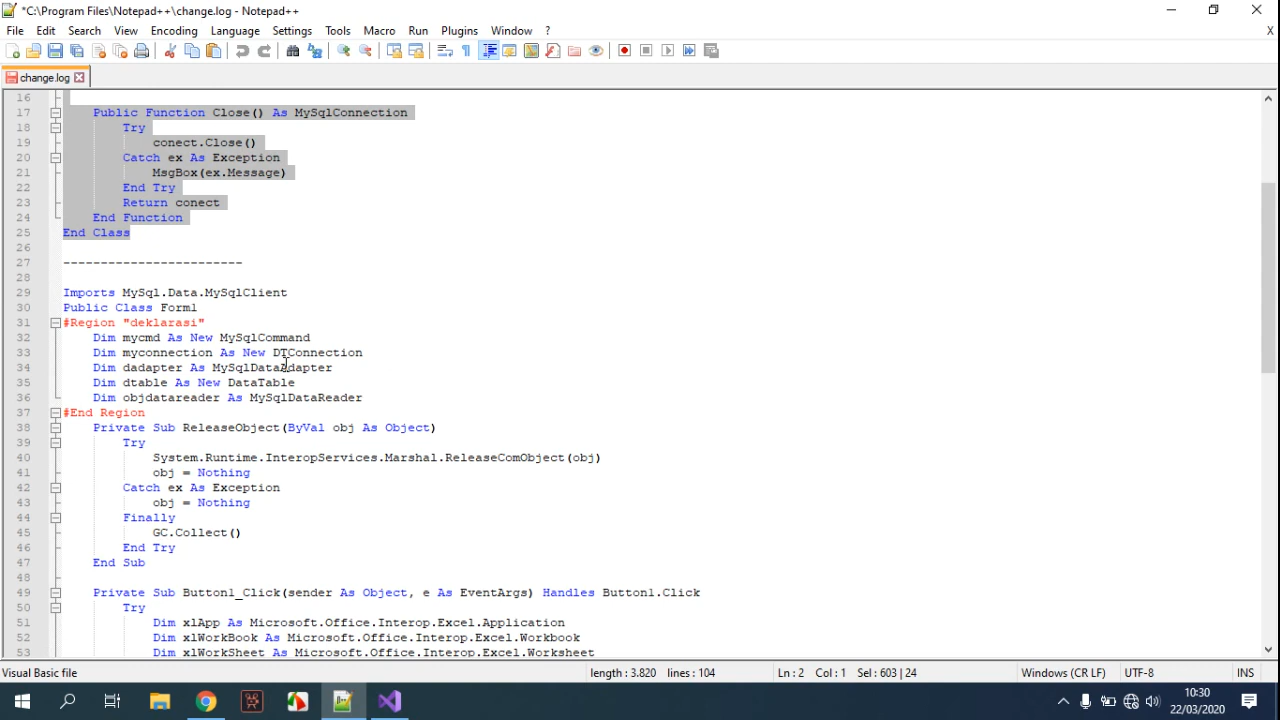 *C:\Program Files\Notepad++\change.log - Notepad++
File Edit Search View Encoding Language Settings Tools Macro Run Plugins Window ? X
change.log
16
17 Public Function Close() As MySqlConnection
18 Try
19 conect.Close()
20 Catch ex As Exception
21 MsgBox(ex.Message)
22 End Try
23 Return conect
24 End Function
25 End Class
26
27 ------------------------
28
29 Imports MySql.Data.MySqlClient
30 Public Class Form1
31 #Region "deklarasi"
32 Dim mycmd As New MySqlCommand
33 Dim myconnection As New DTConnection
34 Dim dadapter As MySqlDataAdapter
35 Dim dtable As New DataTable
36 Dim objdatareader As MySqlDataReader
37 #End Region
38 Private Sub ReleaseObject(ByVal obj As Object)
39 Try
40 System.Runtime.InteropServices.Marshal.ReleaseComObject(obj)
41 obj = Nothing
42 Catch ex As Exception
43 obj = Nothing
44 Finally
45 GC.Collect()
46 End Try
47 End Sub
48
49 Private Sub Button1_Click(sender As Object, e As EventArgs) Handles Button1.Click
50 Try
51 Dim xlApp As Microsoft.Office.Interop.Excel.Application
52 Dim xlWorkBook As Microsoft.Office.Interop.Excel.Workbook
53 Dim xlWorkSheet As Microsoft.Office.Interop.Excel.Worksheet
Visual Basic file length : 3.820 lines : 104 Ln : 2 Col : 1 Sel : 603 | 24 Windows (CR LF) UTF-8 INS
10:30
22/03/2020